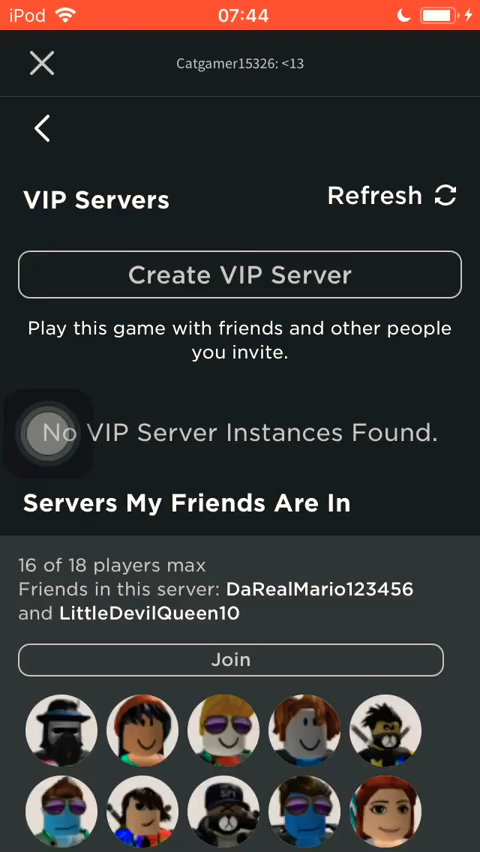 iPod 07:44
Catgamer15326: <13
VIP Servers
Refresh
Create VIP Server
Play this game with friends and other people
you invite.
No VIP Server Instances Found.
Servers My Friends Are In
16 of 18 players max
Friends in this server: DaRealMario123456
and LittleDevilQueen10
Join